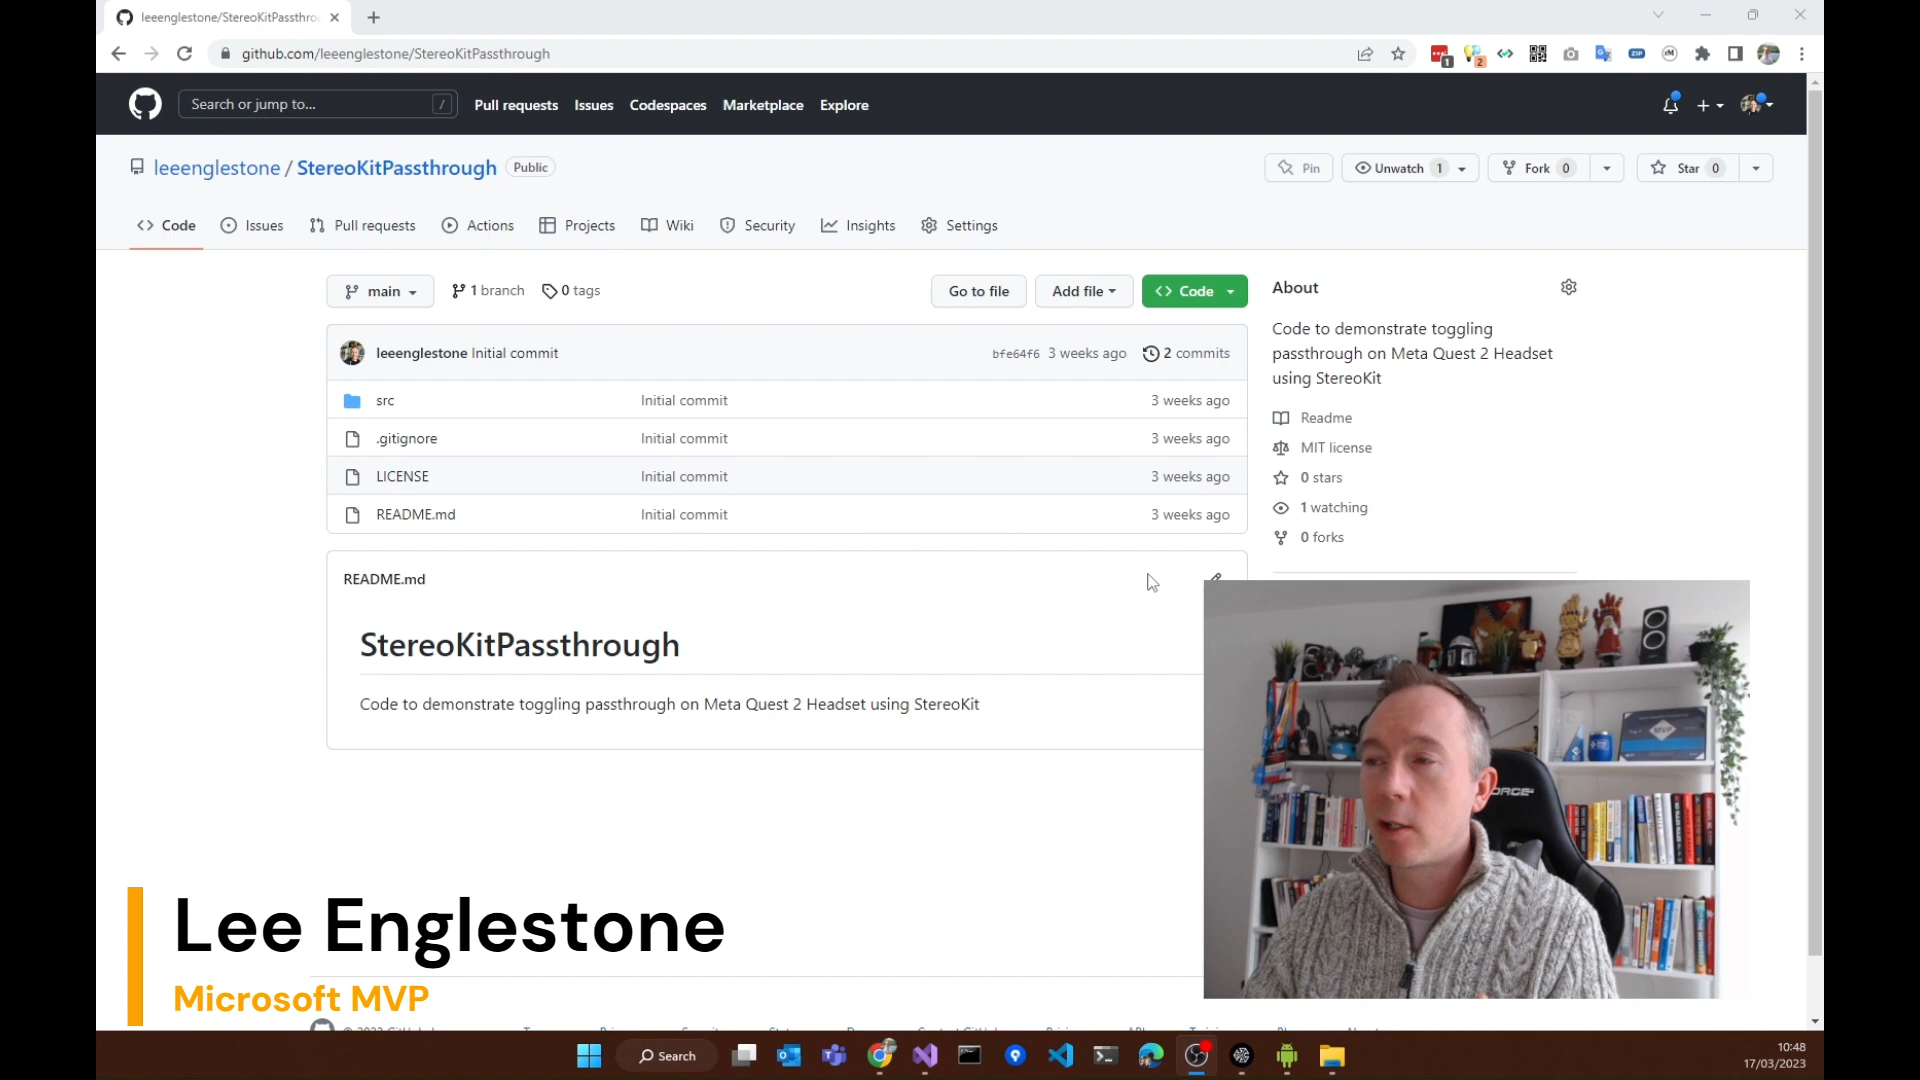 leeenglestone/StereoKitPassthro
github.com/leeenglestone/StereoKitPassthrough
1
2
ZIP
Search or jump to...
/
Pull requests
Issues
Codespaces
Marketplace
Explore
leeenglestone / StereoKitPassthrough
Public
Pin
Unwatch 1
Fork 0
Star 0
Code
Issues
Pull requests
Actions
Projects
Wiki
Security
Insights
Settings
main
1 branch
0 tags
Go to file
Add file
Code
About
Code to demonstrate toggling
passthrough on Meta Quest 2 Headset
using StereoKit
leeenglestone Initial commit
bfe64f6 3 weeks ago
2 commits
src Initial commit 3 weeks ago
.gitignore Initial commit 3 weeks ago
LICENSE Initial commit 3 weeks ago
README.md Initial commit 3 weeks ago
Readme
MIT license
0 stars
1 watching
0 forks
README.md
StereoKitPassthrough
Code to demonstrate toggling passthrough on Meta Quest 2 Headset using StereoKit
MVP
Lee Englestone
Microsoft MVP
Search
10:48
17/03/2023